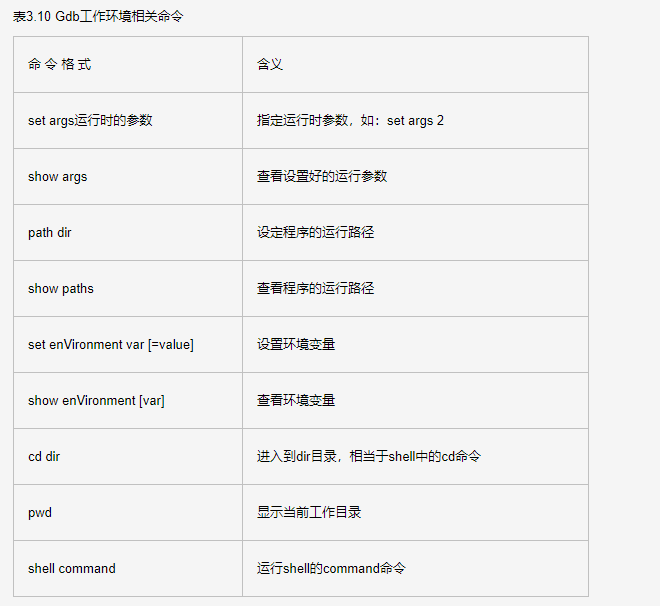 表3.10 Gdb工作环境相关命令
命 令 格 式 含义
set args运行时的参数 指定运行时参数，如：set args 2
show args 查看设置好的运行参数
path dir 设定程序的运行路径
show paths 查看程序的运行路径
set enVironment var [=value] 设置环境变量
show enVironment [var] 查看环境变量
cd dir 进入到dir目录，相当于shell中的cd命令
pwd 显示当前工作目录
shell command 运行shell的command命令